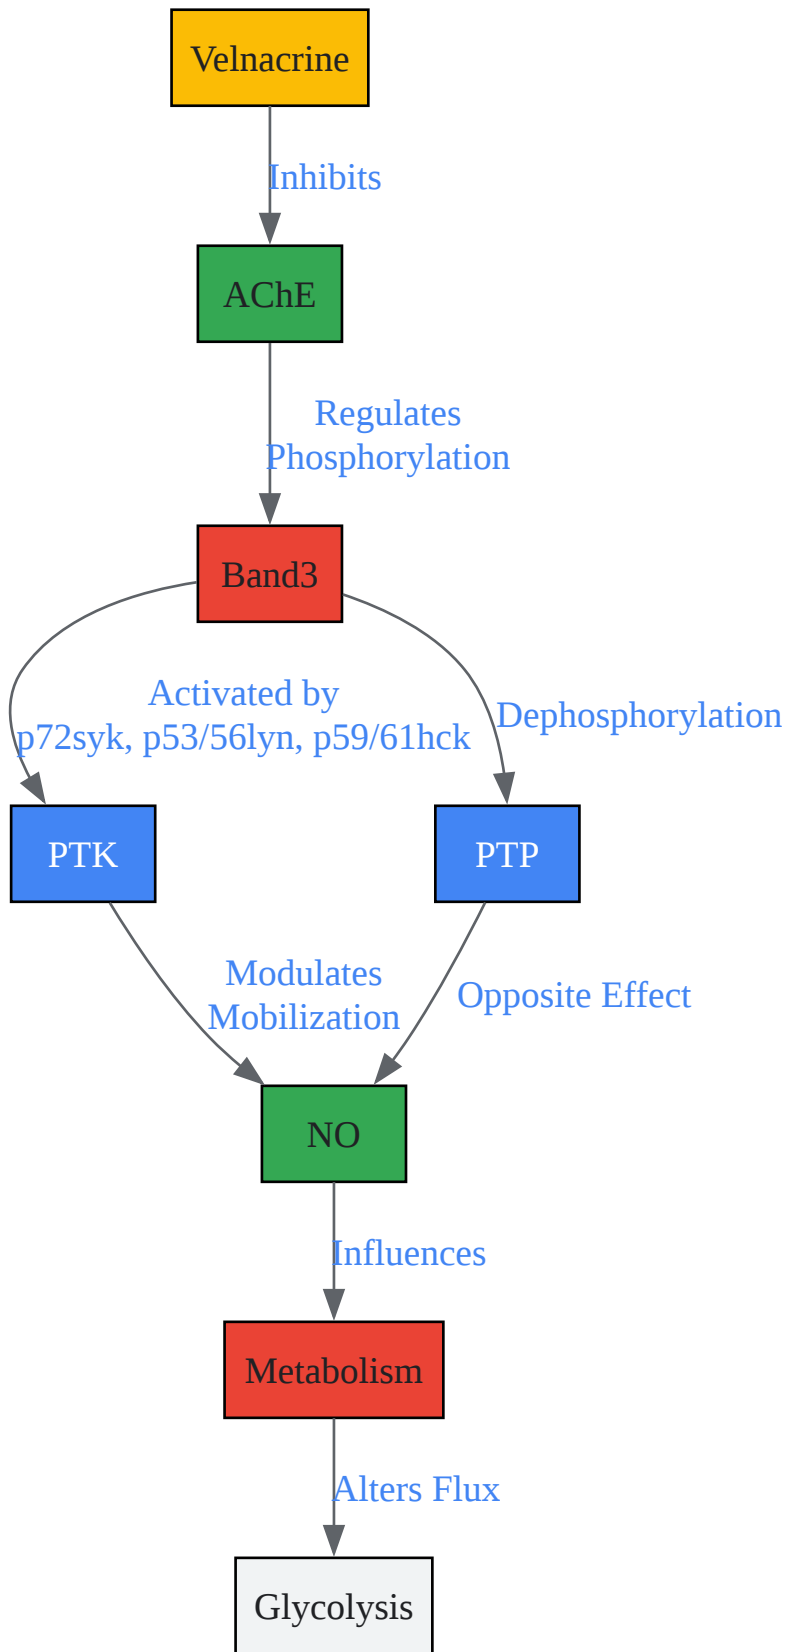 Velnacrine
Inhibits
AChE
Regulates
Phosphorylation
Band3
Activated by
p72syk, p53/56lyn, p59/61hck
Dephosphorylation
PTK
PTP
Modulates
Mobilization
Opposite Effect
NO
Influences
Metabolism
Alters Flux
Glycolysis